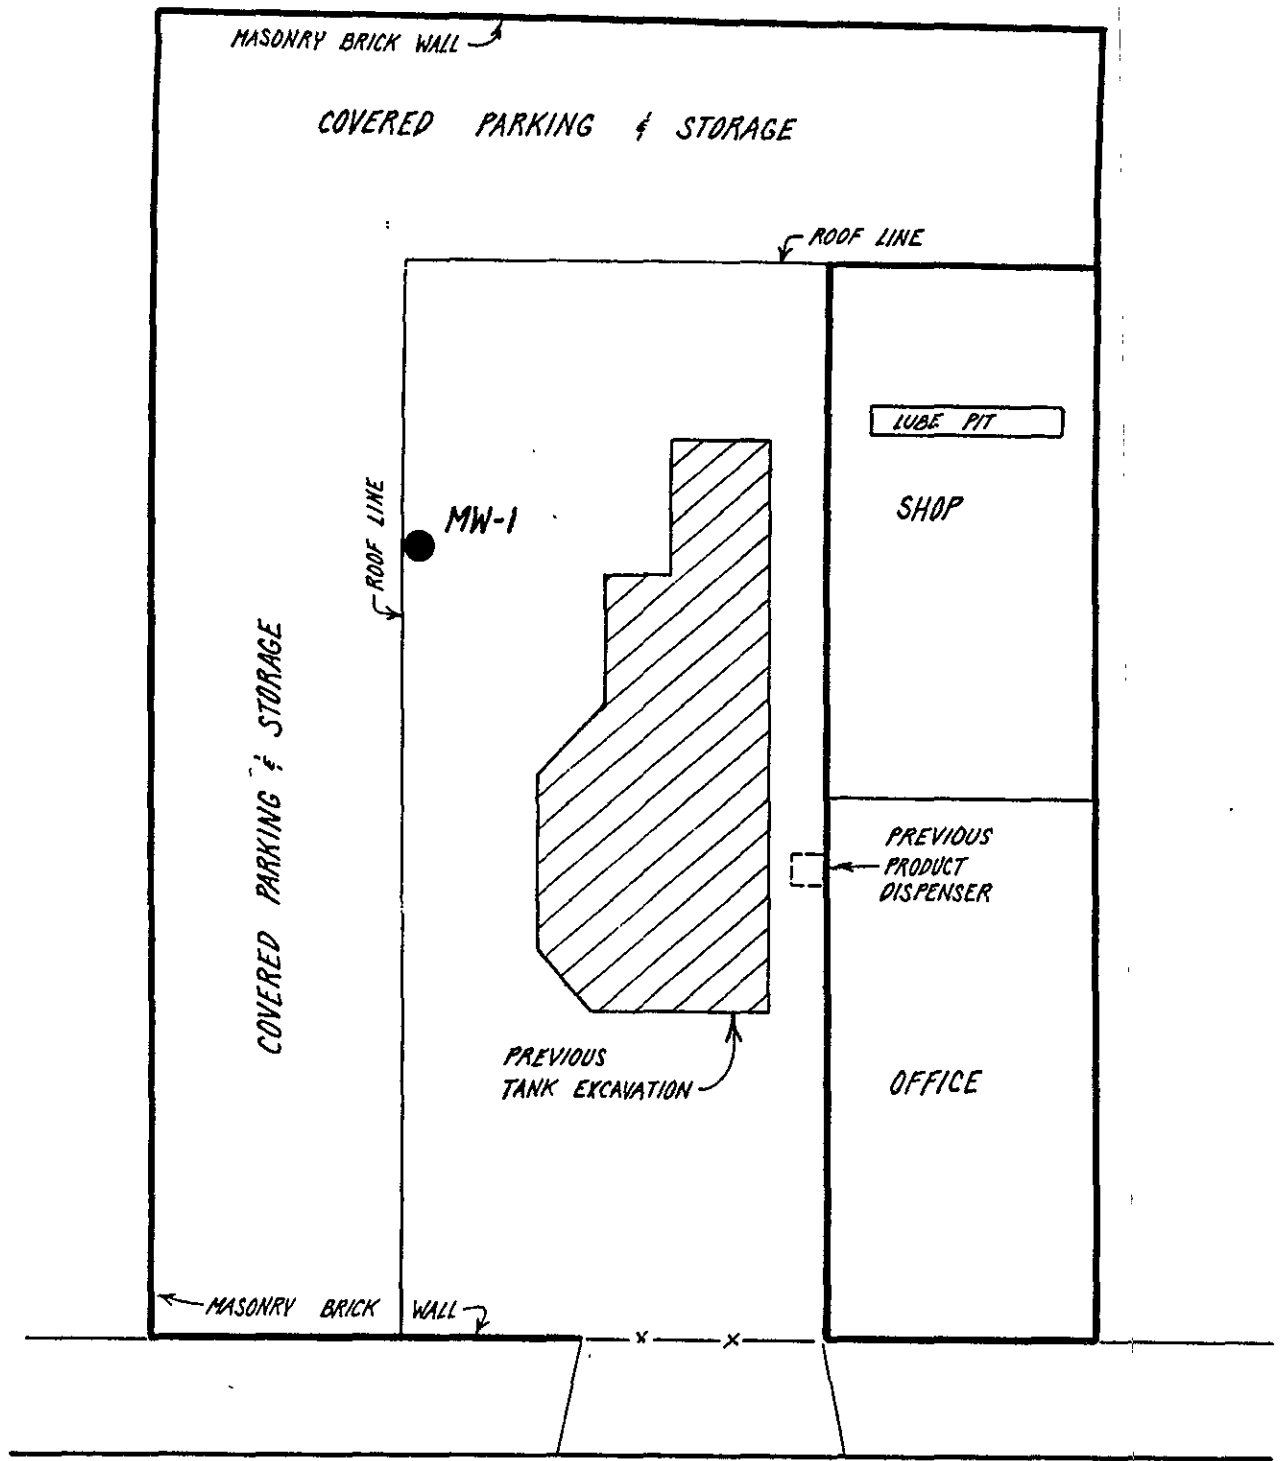 MASONRY BRICK WALL
COVERED PARKING & STORAGE
ROOF LINE
LUBE PIT
SHOP
MW-1
ROOF LINE
COVERED PARKING & STORAGE
PREVIOUS
PRODUCT
DISPENSER
PREVIOUS
TANK EXCAVATION
OFFICE
MASONRY BRICK WALL